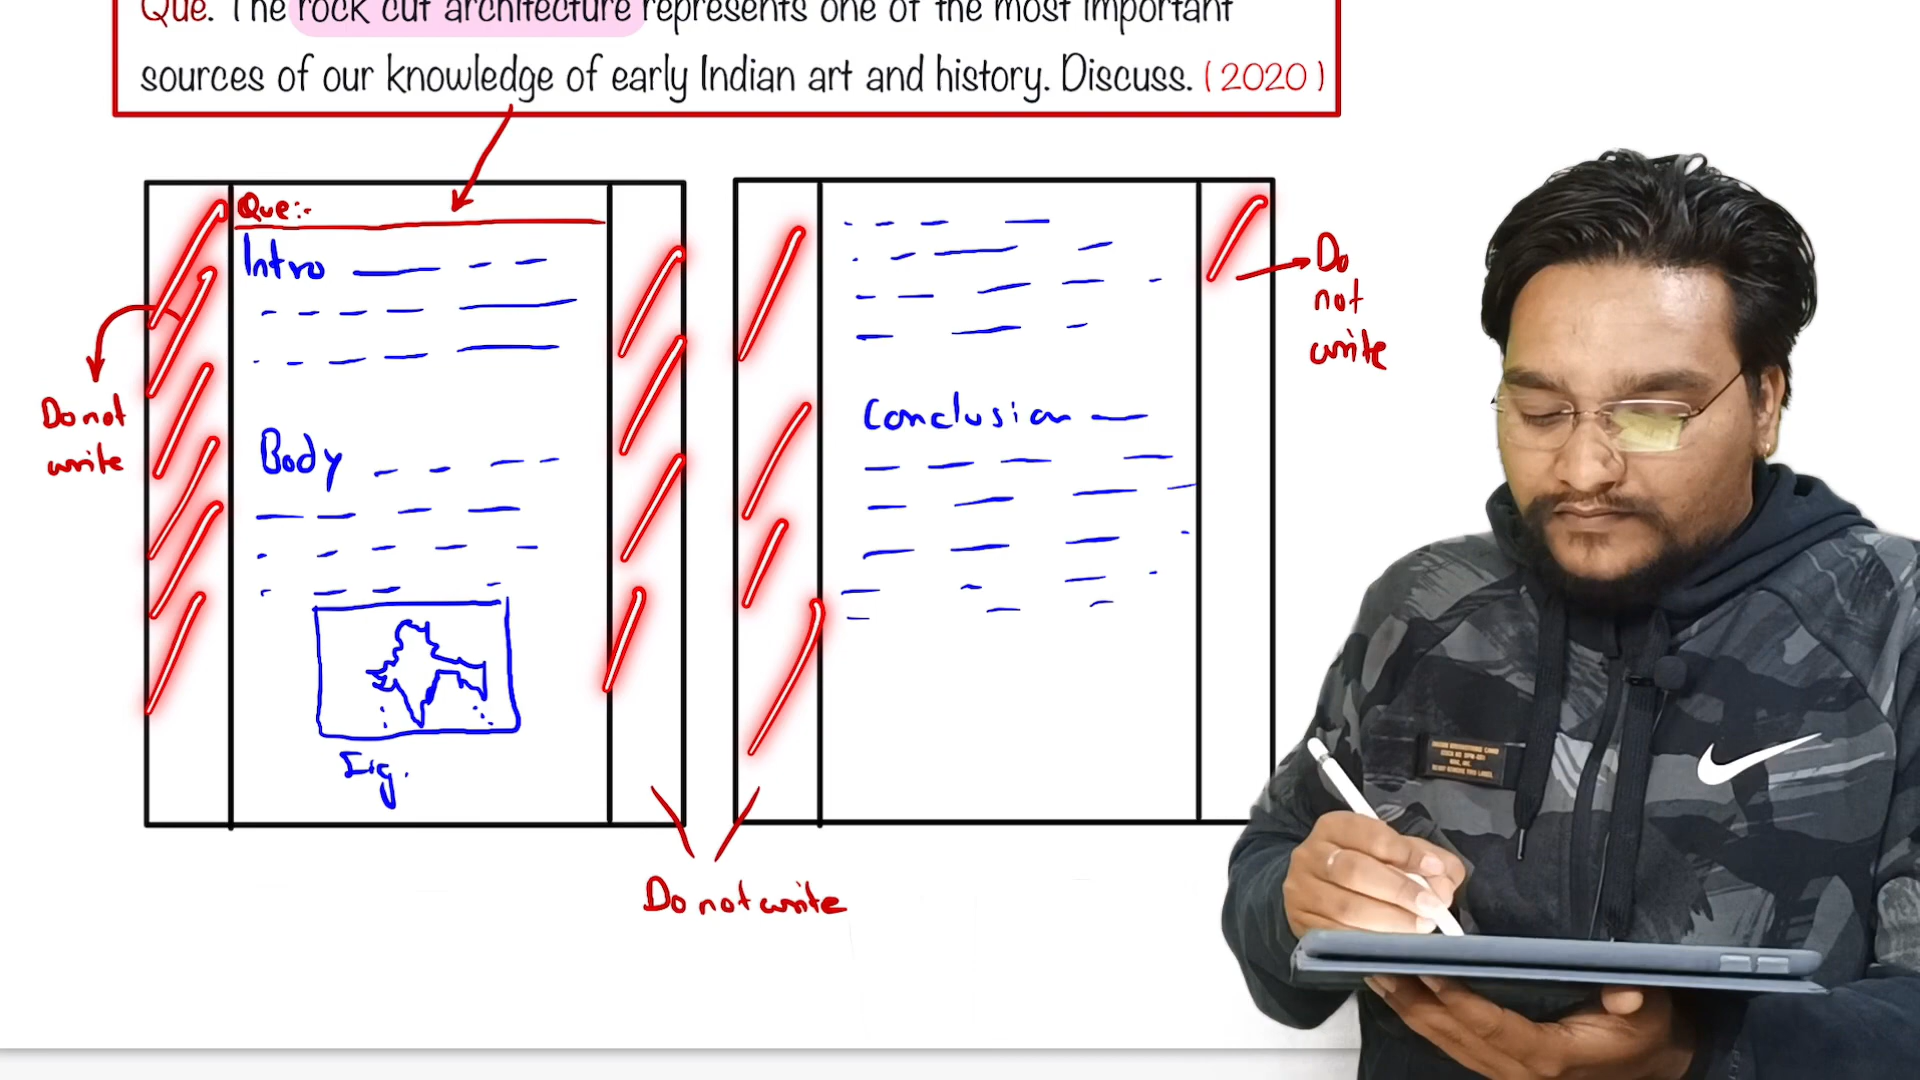 Que. The rock cut architecture represents one of the most important
sources of our knowledge of early Indian art and history. Discuss. (2020)
Que:-
Intro
Body
Fig.
Do not
write
Conclusion
Do
not
write
Do not write